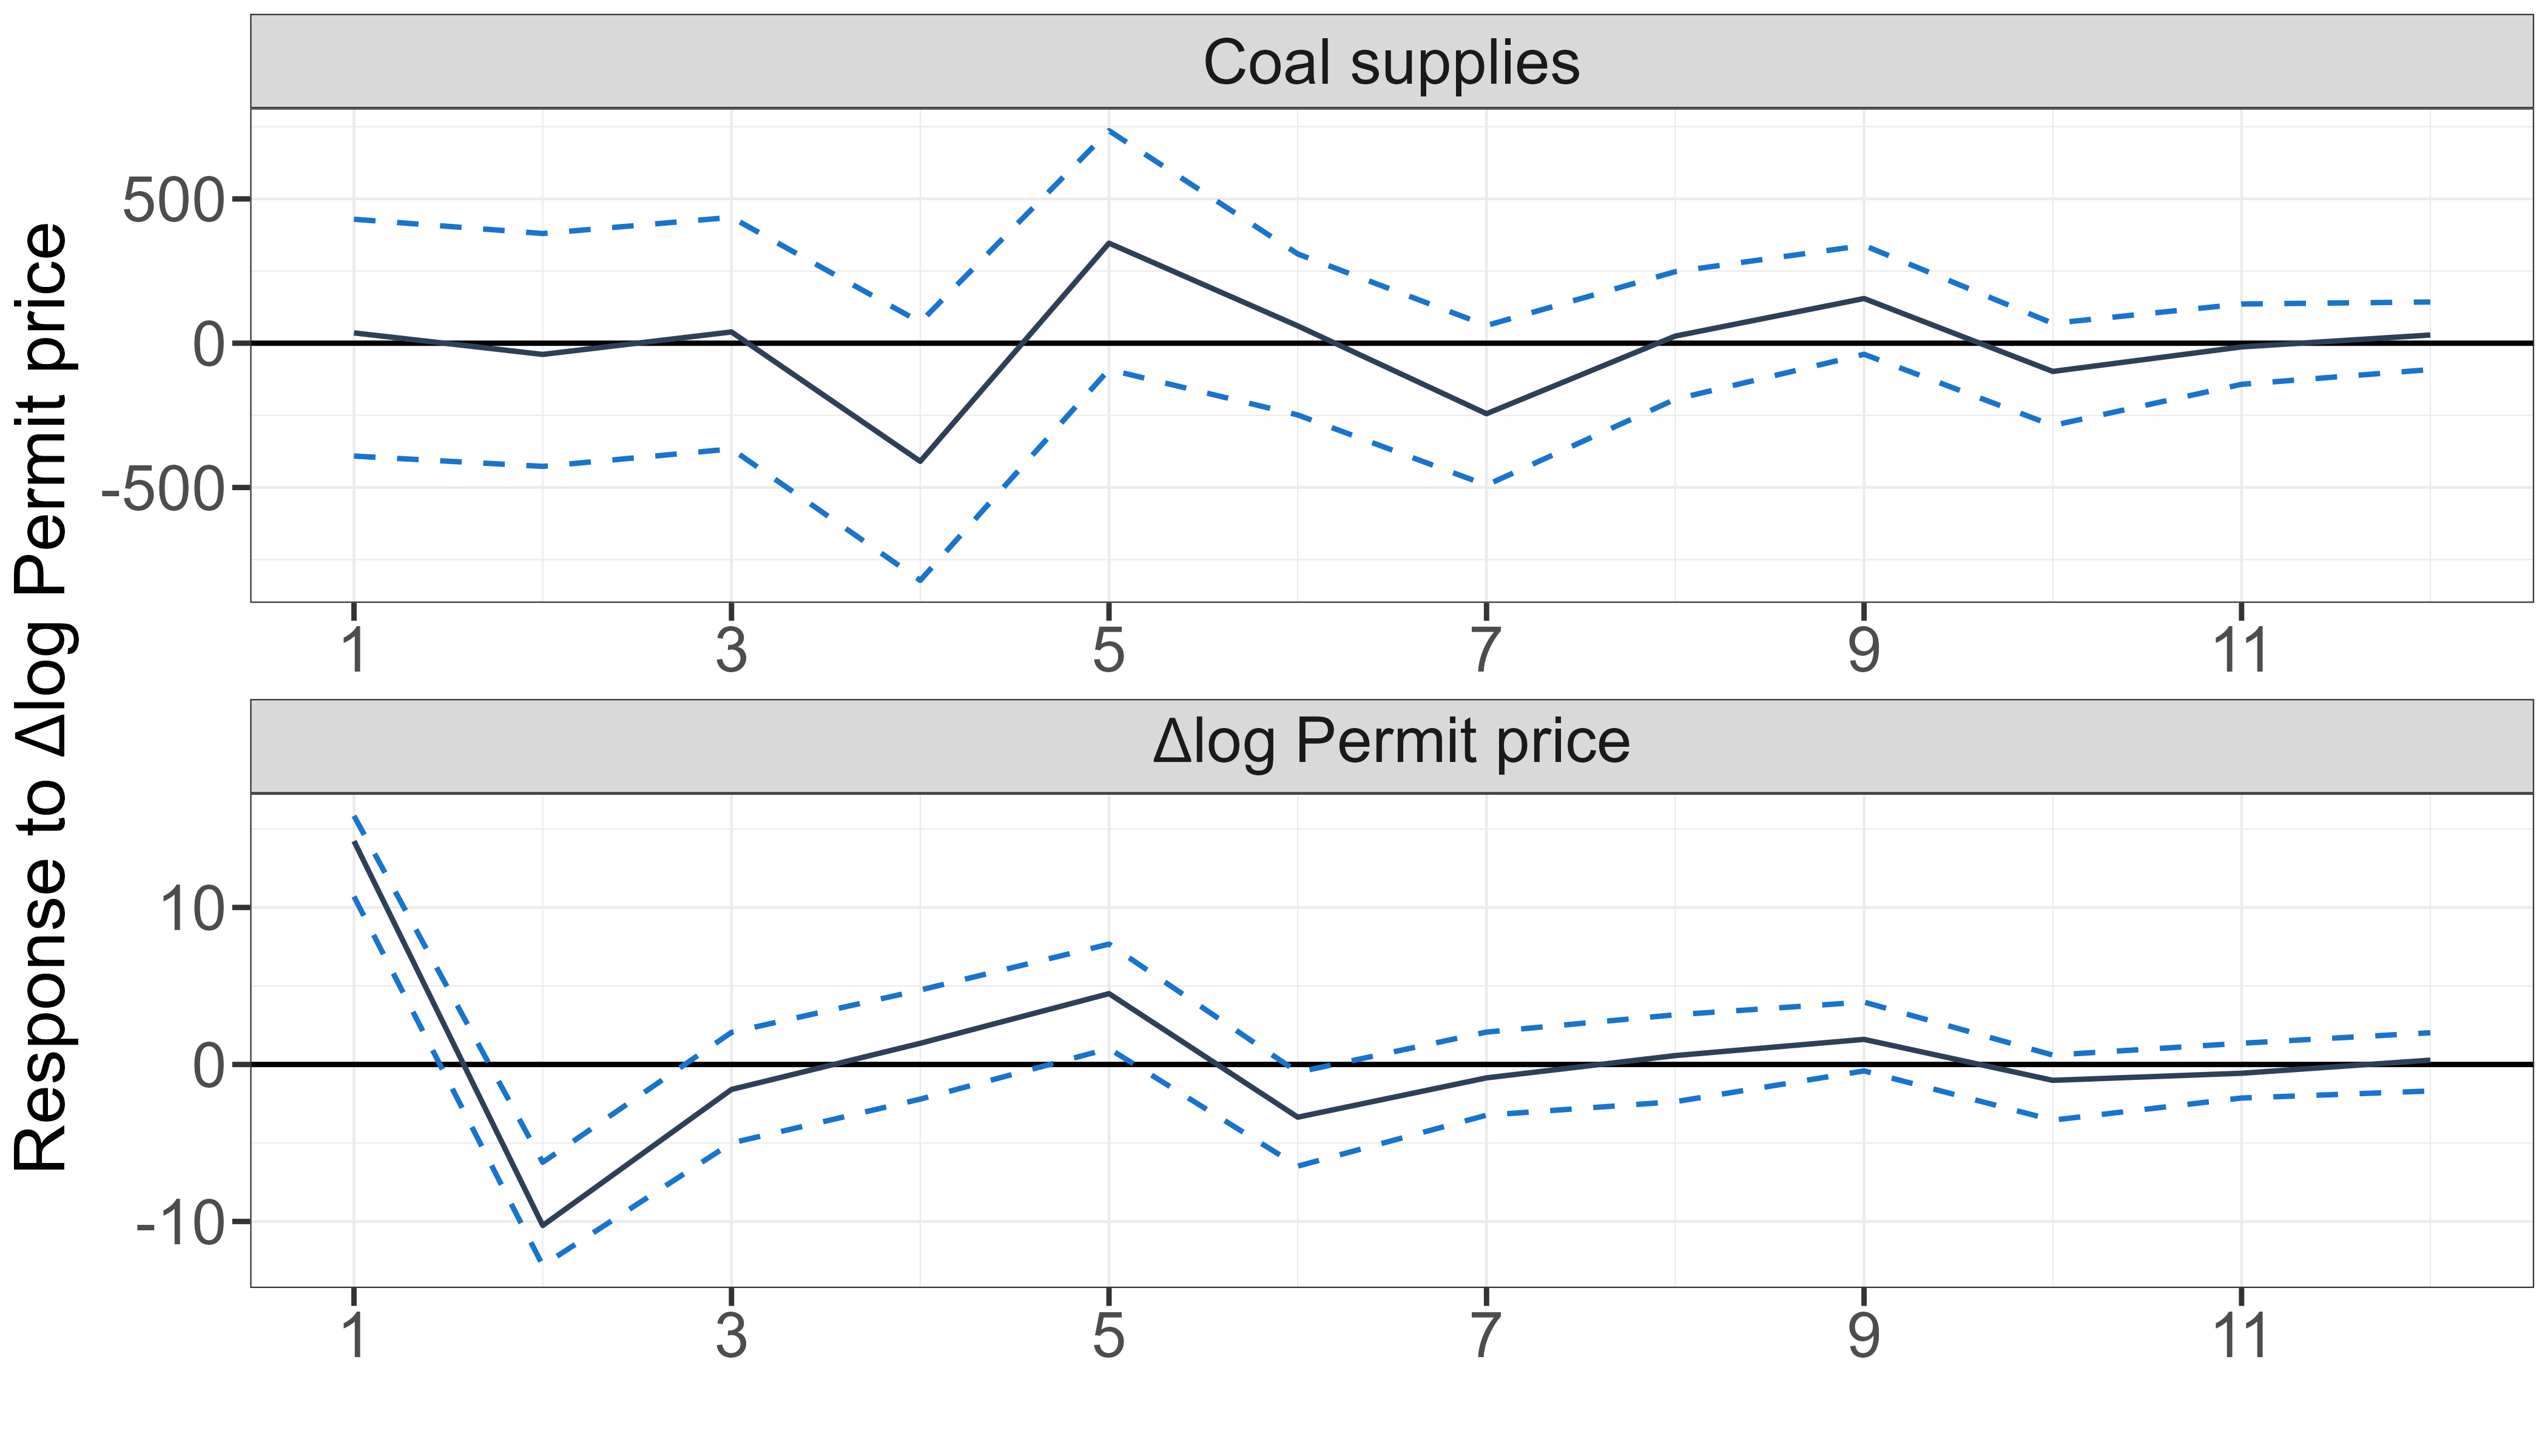 Response to Δlog Permit price
Coal supplies
500
0
-500
1 3 5 7 9 11
Δlog Permit price
10
0
-10
1 3 5 7 9 11